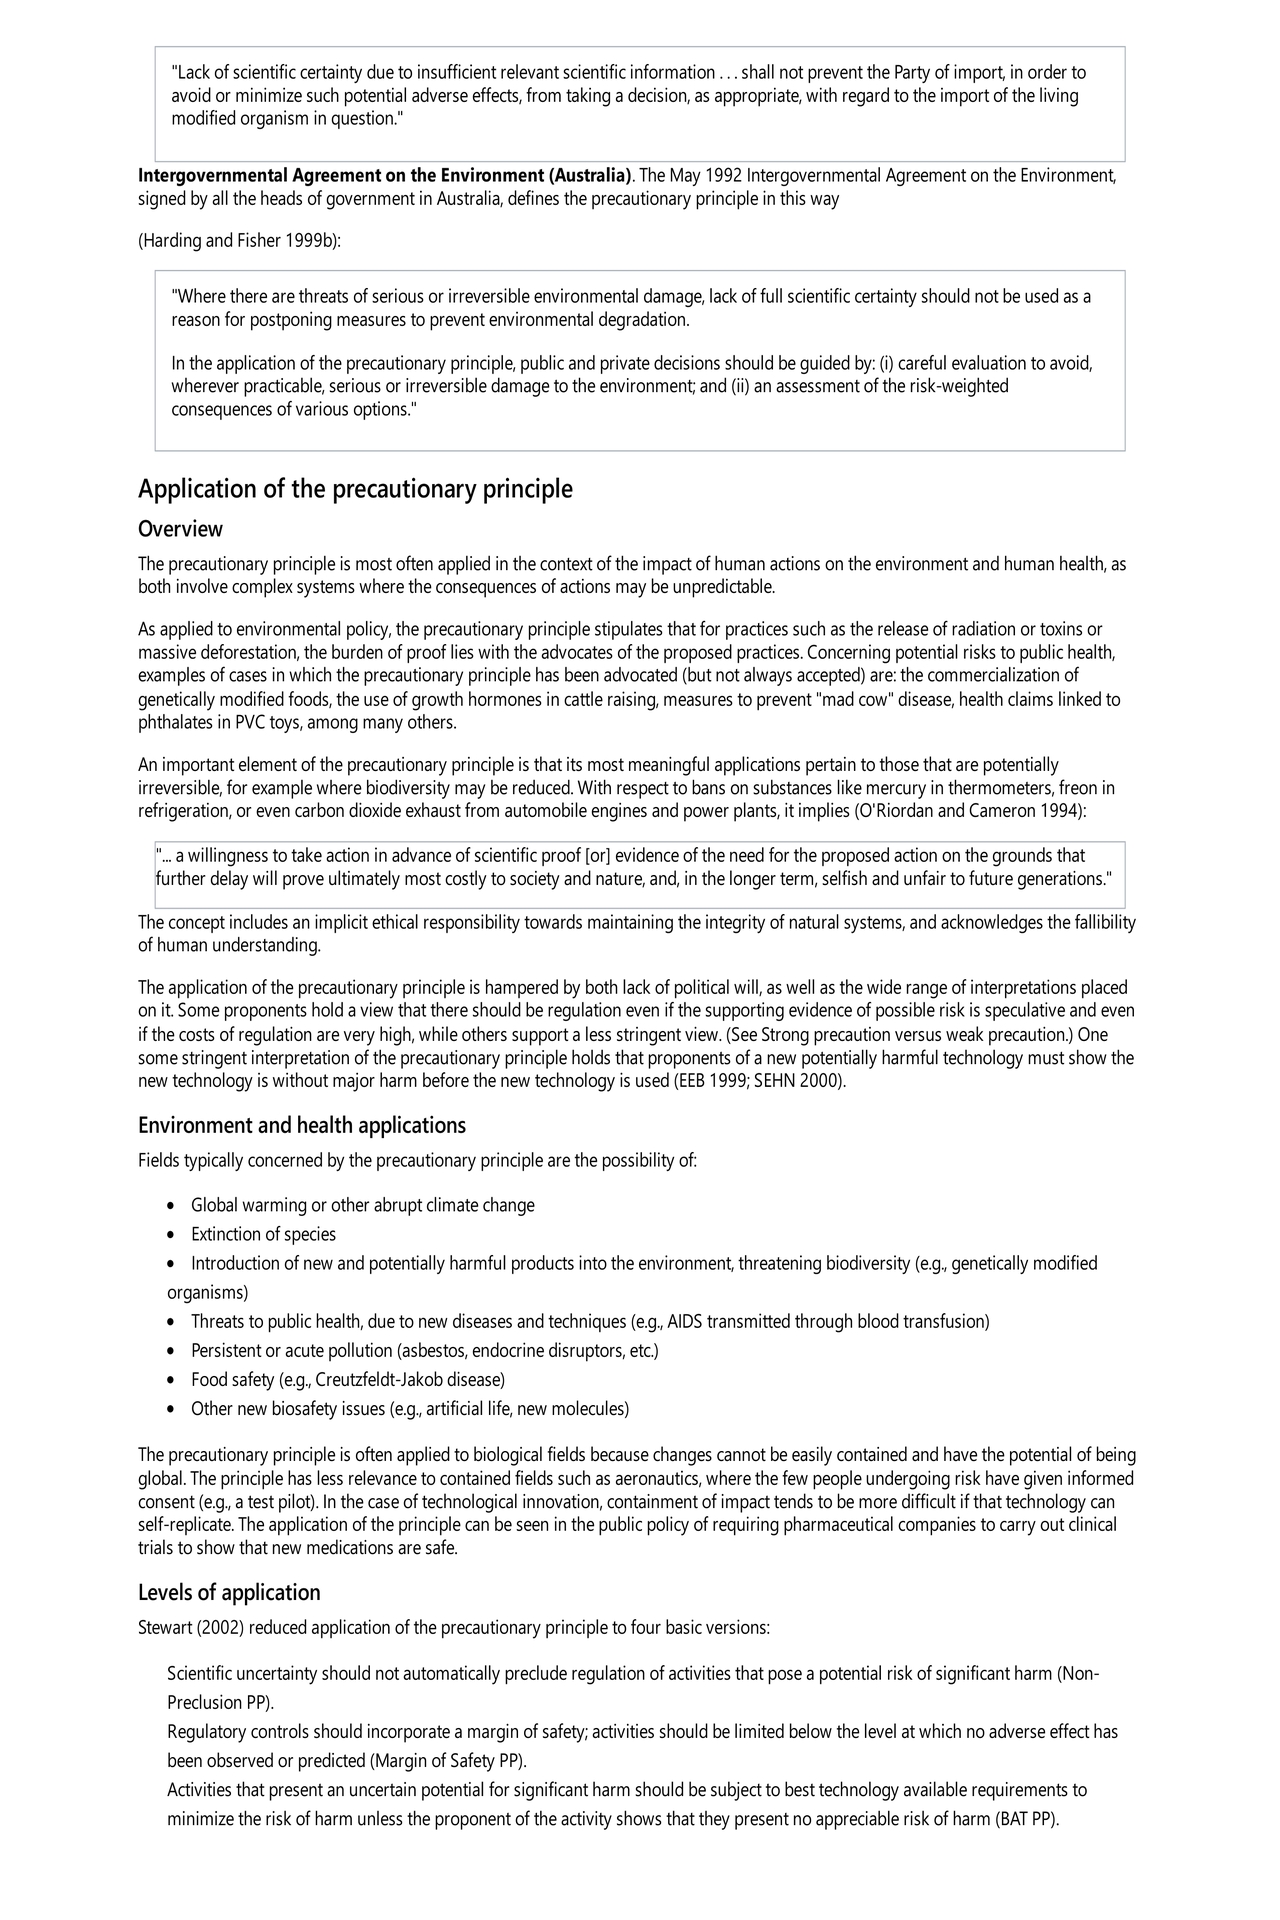 "Lack of scientific certainty due to insufficient relevant scientific information . . . shall not prevent the Party of import, in order to
avoid or minimize such potential adverse effects, from taking a decision, as appropriate, with regard to the import of the living
modified organism in question."
Intergovernmental Agreement on the Environment (Australia). The May 1992 Intergovernmental Agreement on the Environment,
signed by all the heads of government in Australia, defines the precautionary principle in this way
(Harding and Fisher 1999b):
"Where there are threats of serious or irreversible environmental damage, lack of full scientific certainty should not be used as a
reason for postponing measures to prevent environmental degradation.
In the application of the precautionary principle, public and private decisions should be guided by: (i) careful evaluation to avoid,
wherever practicable, serious or irreversible damage to the environment; and (ii) an assessment of the risk-weighted
consequences of various options."
Application of the precautionary principle
Overview
The precautionary principle is most often applied in the context of the impact of human actions on the environment and human health, as
both involve complex systems where the consequences of actions may be unpredictable.
As applied to environmental policy, the precautionary principle stipulates that for practices such as the release of radiation or toxins or
massive deforestation, the burden of proof lies with the advocates of the proposed practices. Concerning potential risks to public health,
examples of cases in which the precautionary principle has been advocated (but not always accepted) are: the commercialization of
genetically modified foods, the use of growth hormones in cattle raising, measures to prevent "mad cow" disease, health claims linked to
phthalates in PVC toys, among many others.
An important element of the precautionary principle is that its most meaningful applications pertain to those that are potentially
irreversible, for example where biodiversity may be reduced. With respect to bans on substances like mercury in thermometers, freon in
refrigeration, or even carbon dioxide exhaust from automobile engines and power plants, it implies (O'Riordan and Cameron 1994):
"... a willingness to take action in advance of scientific proof [or] evidence of the need for the proposed action on the grounds that
further delay will prove ultimately most costly to society and nature, and, in the longer term, selfish and unfair to future generations."
The concept includes an implicit ethical responsibility towards maintaining the integrity of natural systems, and acknowledges the fallibility
of human understanding.
The application of the precautionary principle is hampered by both lack of political will, as well as the wide range of interpretations placed
on it. Some proponents hold a view that there should be regulation even if the supporting evidence of possible risk is speculative and even
if the costs of regulation are very high, while others support a less stringent view. (See Strong precaution versus weak precaution.) One
some stringent interpretation of the precautionary principle holds that proponents of a new potentially harmful technology must show the
new technology is without major harm before the new technology is used (EEB 1999; SEHN 2000).
Environment and health applications
Fields typically concerned by the precautionary principle are the possibility of:
• Global warming or other abrupt climate change
• Extinction of species
• Introduction of new and potentially harmful products into the environment, threatening biodiversity (e.g., genetically modified
organisms)
• Threats to public health, due to new diseases and techniques (e.g., AIDS transmitted through blood transfusion)
• Persistent or acute pollution (asbestos, endocrine disruptors, etc.)
• Food safety (e.g., Creutzfeldt-Jakob disease)
• Other new biosafety issues (e.g., artificial life, new molecules)
The precautionary principle is often applied to biological fields because changes cannot be easily contained and have the potential of being
global. The principle has less relevance to contained fields such as aeronautics, where the few people undergoing risk have given informed
consent (e.g., a test pilot). In the case of technological innovation, containment of impact tends to be more difficult if that technology can
self-replicate. The application of the principle can be seen in the public policy of requiring pharmaceutical companies to carry out clinical
trials to show that new medications are safe.
Levels of application
Stewart (2002) reduced application of the precautionary principle to four basic versions:
Scientific uncertainty should not automatically preclude regulation of activities that pose a potential risk of significant harm (Non-
Preclusion PP).
Regulatory controls should incorporate a margin of safety; activities should be limited below the level at which no adverse effect has
been observed or predicted (Margin of Safety PP).
Activities that present an uncertain potential for significant harm should be subject to best technology available requirements to
minimize the risk of harm unless the proponent of the activity shows that they present no appreciable risk of harm (BAT PP).